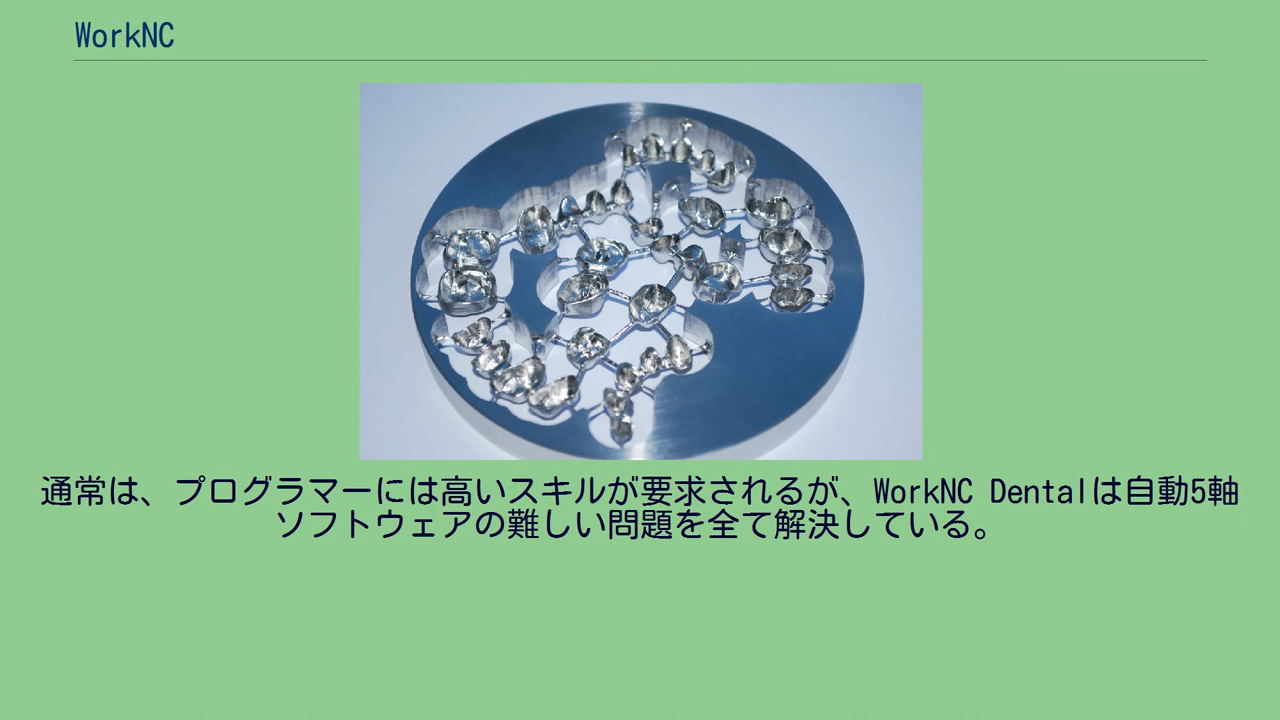 WorkNC
通常は、プログラマーには高いスキルが要求されるが、WorkNC Dentalは自動5軸
ソフトウェアの難しい問題を全て解決している。